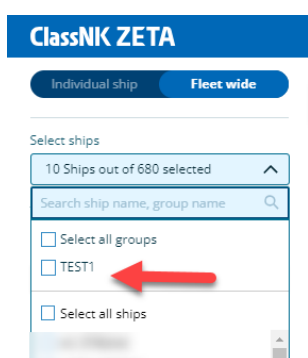 ClassNK ZETA
Individual ship Fleet wide
Select ships
10 Ships out of 680 selected
Search ship name, group name
Select all groups
TEST1
Select all ships